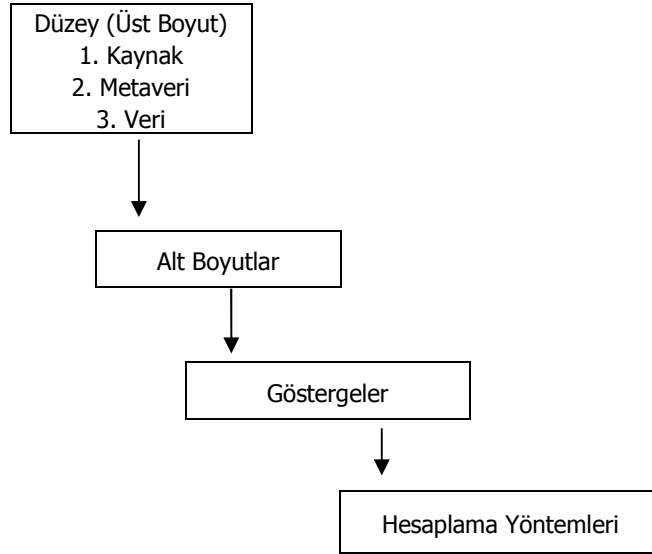 Düzey (Üst Boyut)
1. Kaynak
2. Metaveri
3. Veri
Alt Boyutlar
Göstergeler
Hesaplama Yöntemleri